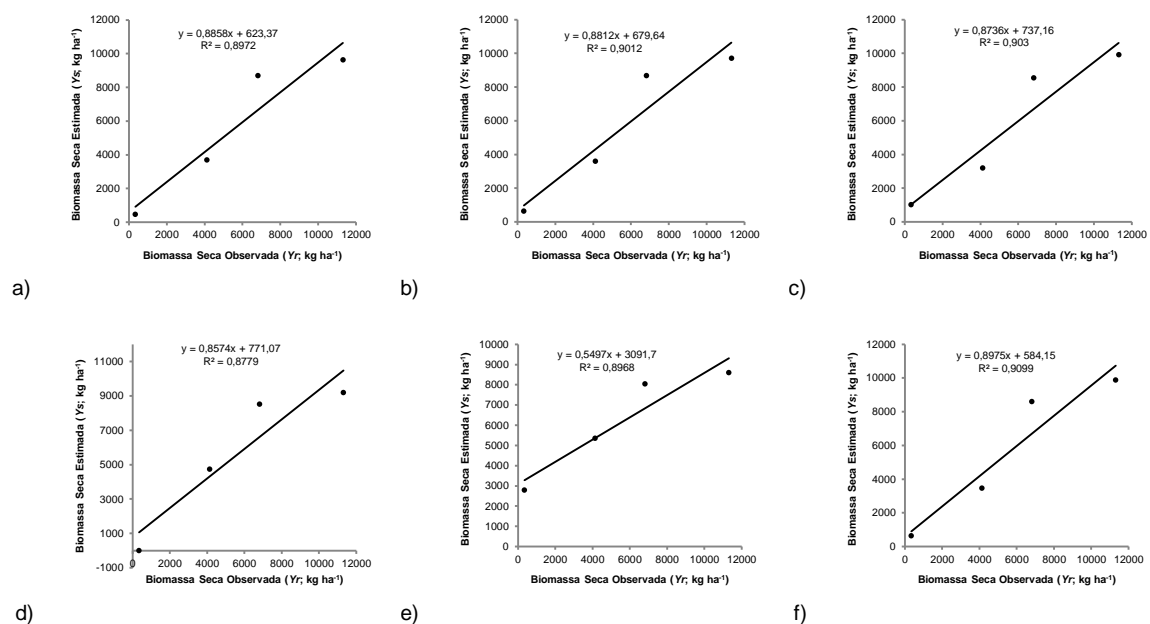 12000
10000
8000
6000
4000
2000
0
Biomassa Seca Estimada (Ys; kg ha⁻¹)
y = 0,8858x + 623,37
R² = 0,8972
0 2000 4000 6000 8000 10000 12000
Biomassa Seca Observada (Yr; kg ha⁻¹)
a)
12000
10000
8000
6000
4000
2000
0
Biomassa Seca Estimada (Ys; kg ha⁻¹)
y = 0,8812x + 679,64
R² = 0,9012
0 2000 4000 6000 8000 10000 12000
Biomassa Seca Observada (Yr; kg ha⁻¹)
b)
12000
10000
8000
6000
4000
2000
0
Biomassa Seca Estimada (Ys; kg ha⁻¹)
y = 0,8736x + 737,16
R² = 0,903
0 2000 4000 6000 8000 10000 12000
Biomassa Seca Observada (Yr; kg ha⁻¹)
c)
11000
9000
7000
5000
3000
1000
-1000
Biomassa Seca Estimada (Ys; kg ha⁻¹)
y = 0,8574x + 771,07
R² = 0,8779
0 2000 4000 6000 8000 10000 12000
Biomassa Seca Observada (Yr; kg ha⁻¹)
d)
10000
9000
8000
7000
6000
5000
4000
3000
2000
1000
0
Biomassa Seca Estimada (Ys; kg ha⁻¹)
y = 0,5497x + 3091,7
R² = 0,8968
0 2000 4000 6000 8000 10000 12000
Biomassa Seca Observada (Yr; kg ha⁻¹)
e)
12000
10000
8000
6000
4000
2000
0
Biomassa Seca Estimada (Ys; kg ha⁻¹)
y = 0,8975x + 584,15
R² = 0,9099
0 2000 4000 6000 8000 10000 12000
Biomassa Seca Observada (Yr; kg ha⁻¹)
f)